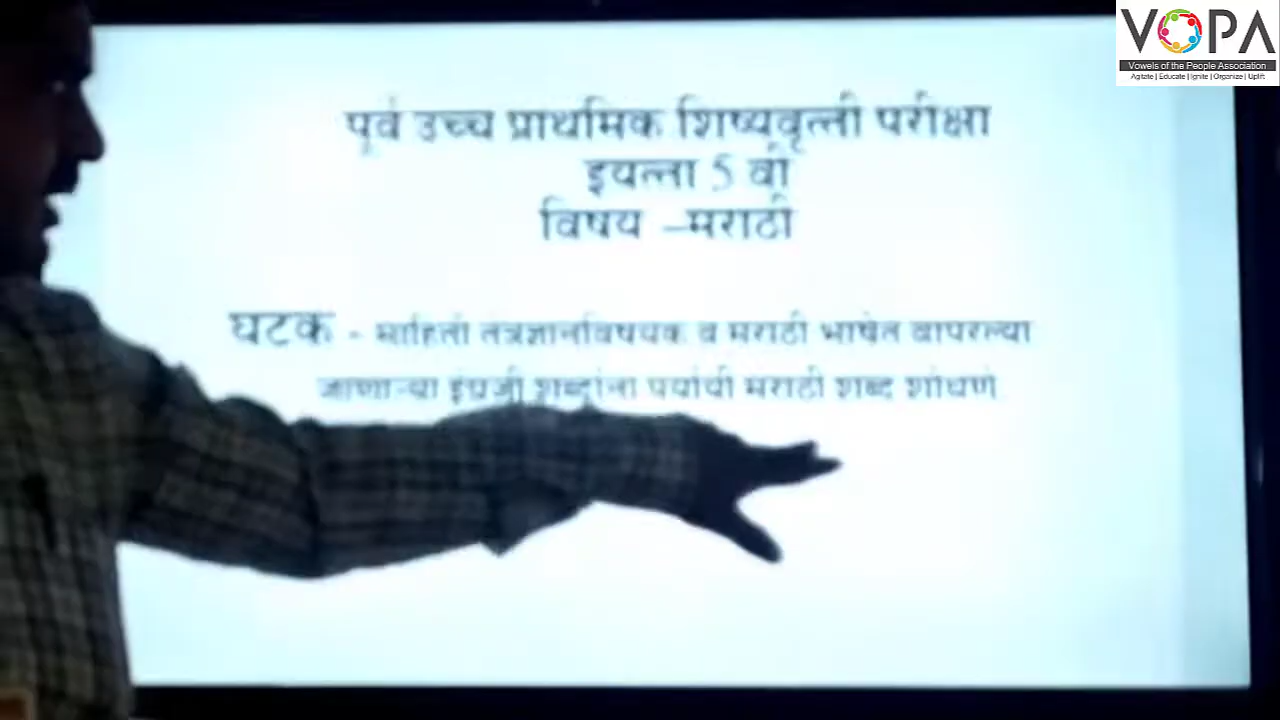 VOPA
Vowels of the People Association
Agitate | Educate | Ignite | Organize | Uplift
पूर्व उच्च प्राथमिक शिष्यवृत्ती परीक्षा
इयत्ता 5 वी
विषय –मराठी
घटक - माहिती तंत्रज्ञानविषयक व मराठी भाषेत वापरल्या
जाणाऱ्या इंग्रजी शब्दांना पर्यायी मराठी शब्द शोधणे